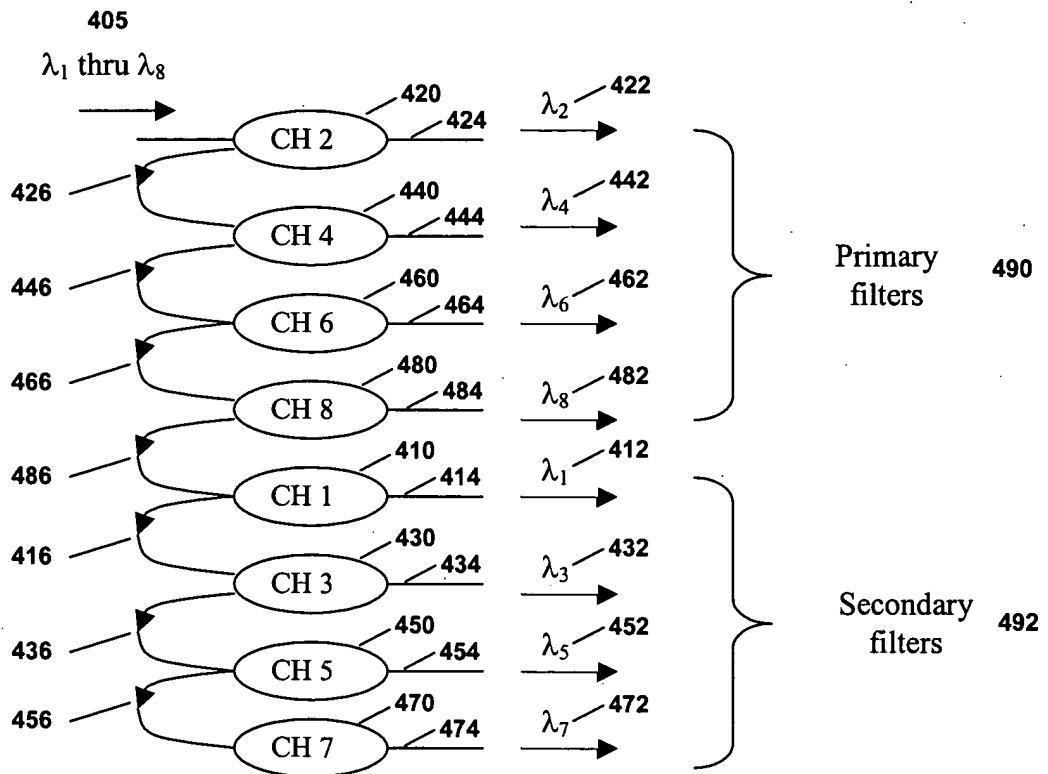 405
λ1 thru λ8
CH 2 420 424 λ2 422
426
CH 4 440 444 λ4 442
446
CH 6 460 464 λ6 462
466
CH 8 480 484 λ8 482
486
CH 1 410 414 λ1 412
416
CH 3 430 434 λ3 432
436
CH 5 450 454 λ5 452
456
CH 7 470 474 λ7 472
Primary
filters
490
Secondary
filters
492